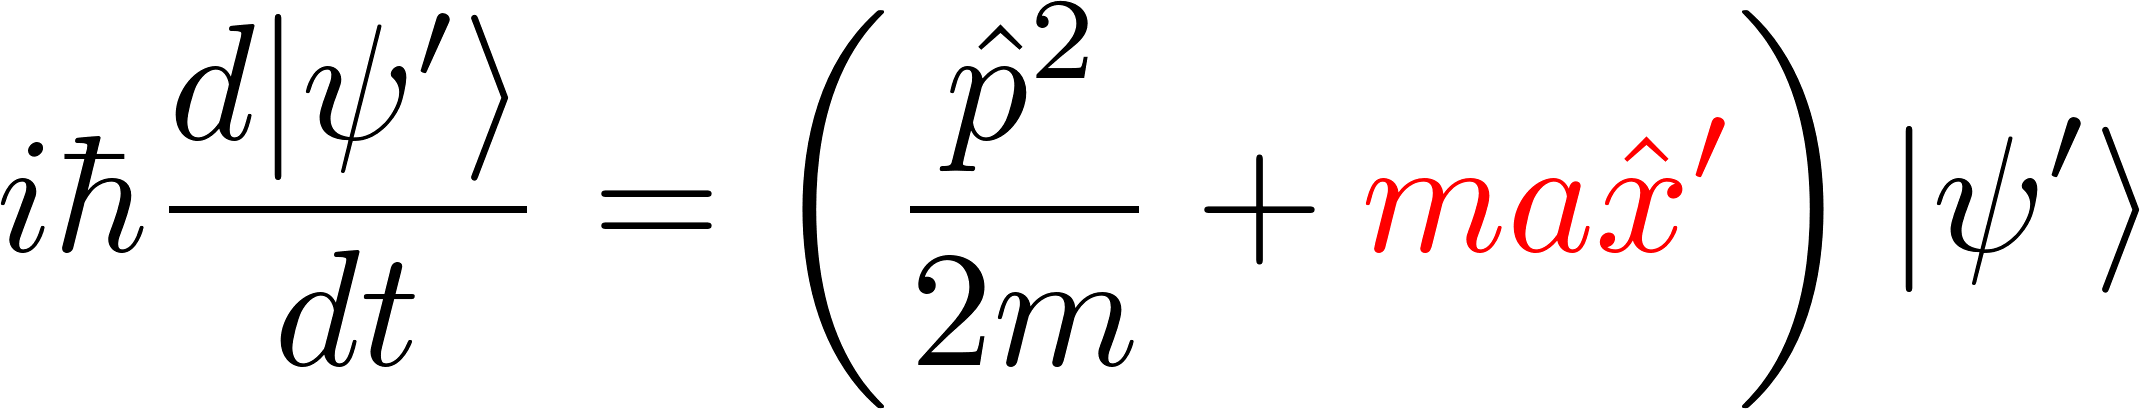 iℏ d|ψ′⟩/dt = (p̂²/2m + max̂′) |ψ′⟩